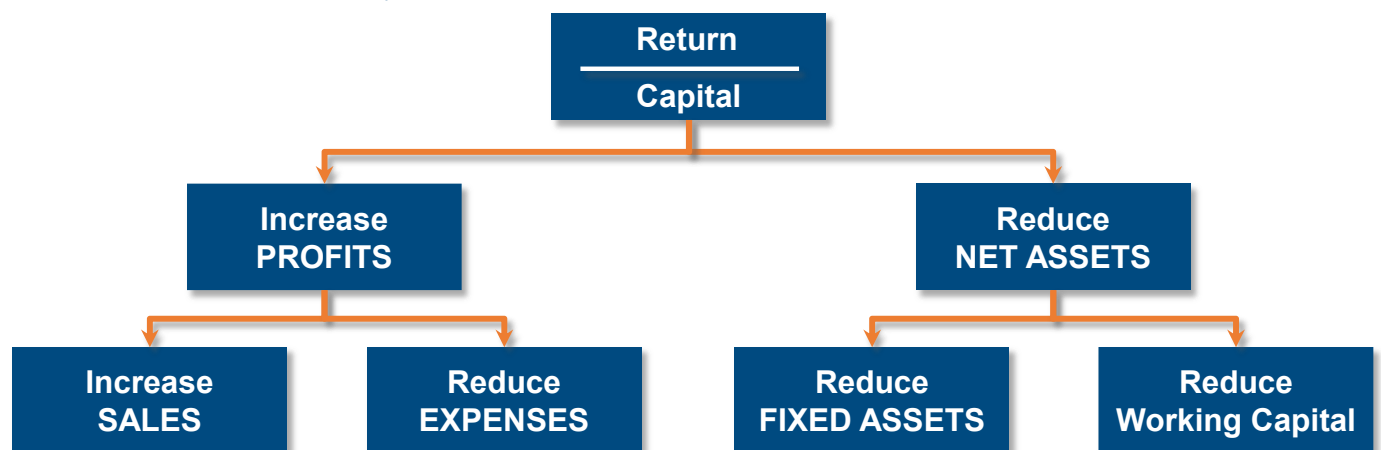 Return
Capital
Increase
PROFITS
Reduce
NET ASSETS
Increase
SALES
Reduce
EXPENSES
Reduce
FIXED ASSETS
Reduce
Working Capital